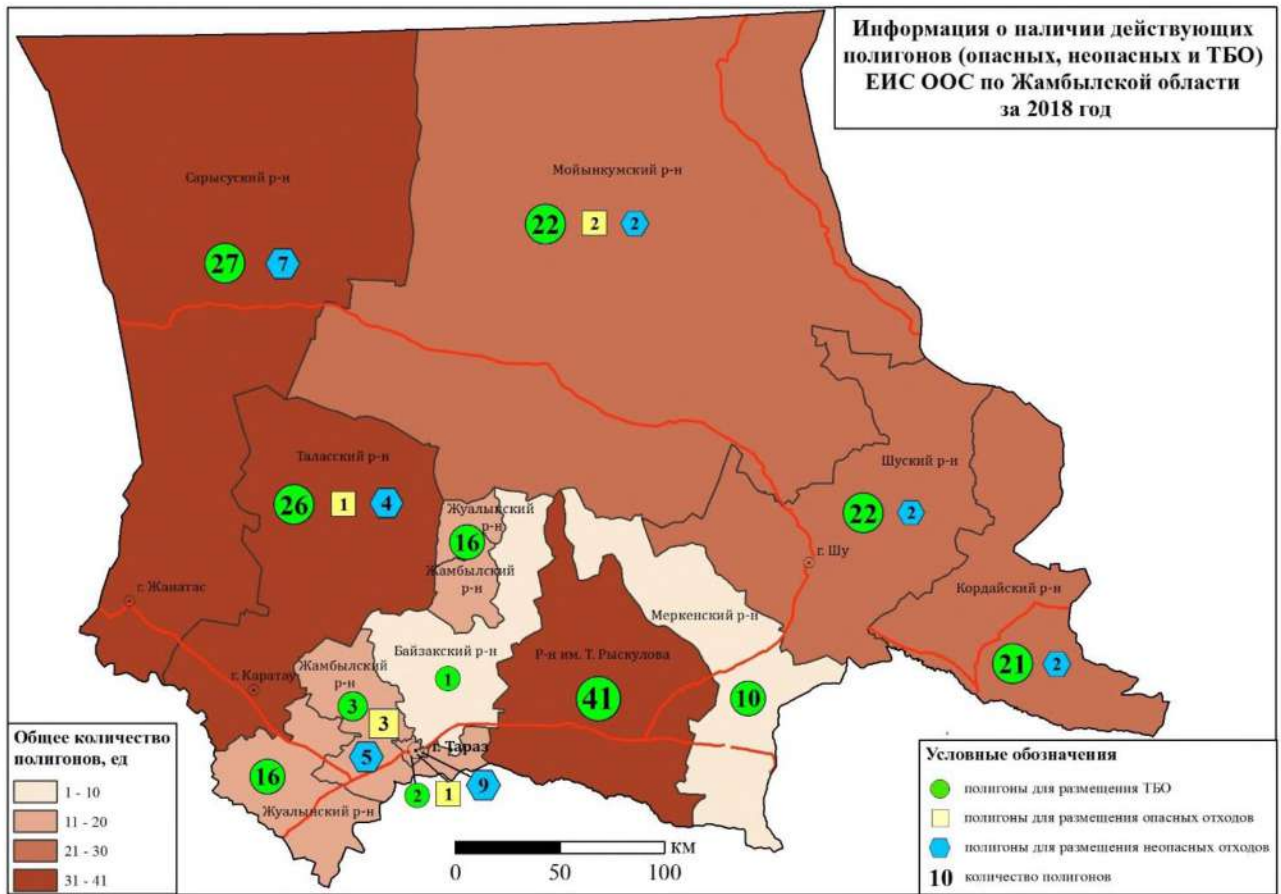 Информация о наличии действующих
полигонов (опасных, неопасных и ТБО)
ЕИС ООС по Жамбылской области
за 2018 год
Сарысуский р-н
27
7
Мойынкумский р-н
22
2
2
Таласский р-н
26
1
4
Жуалынский
р-н
16
Жамбылский
р-н
Шуский р-н
22
2
г. Шу
Кордайский р-н
21
2
г. Жанатас
г. Каратау
Жамбылский
р-н
3
3
5
Байзакский р-н
1
Р-н им. Т. Рыскулова
41
Меркенский р-н
10
г. Тараз
2
1
9
16
Жуалынский р-н
Общее количество
полигонов, ед
1 - 10
11 - 20
21 - 30
31 - 41
КМ
0
50
100
Условные обозначения
полигоны для размещения ТБО
полигоны для размещения опасных отходов
полигоны для размещения неопасных отходов
10 количество полигонов